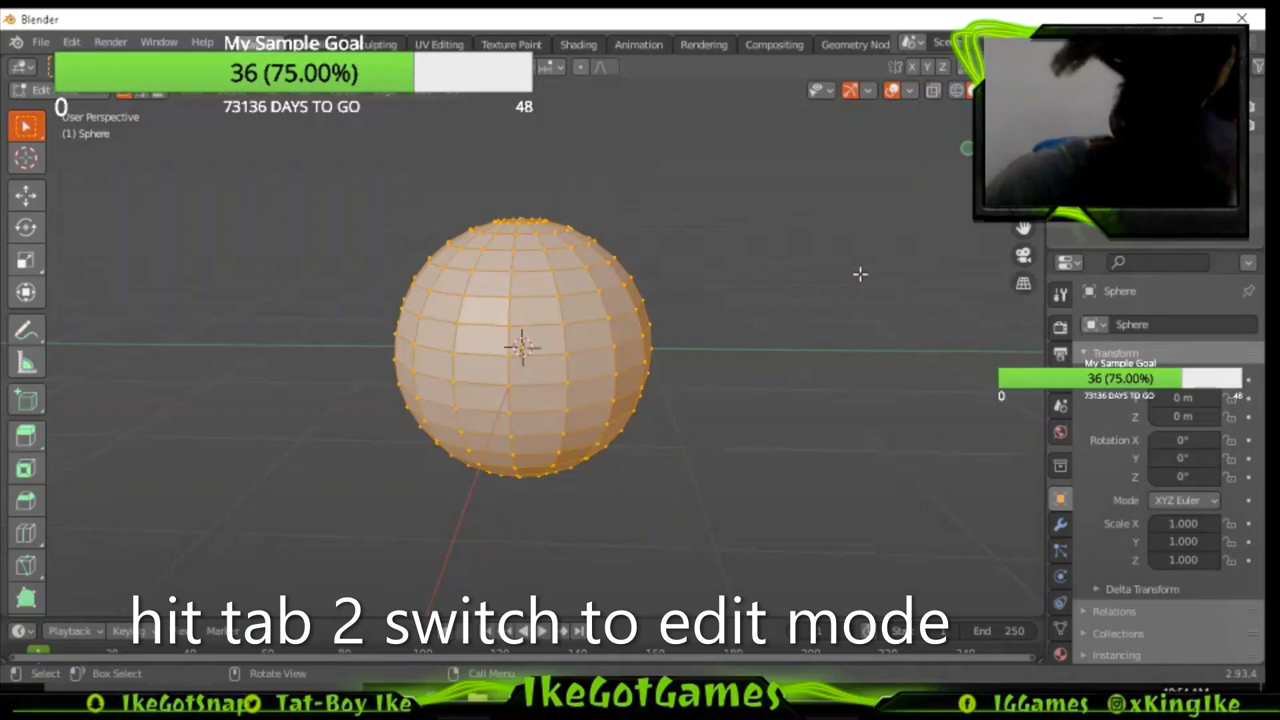 Blender
File Edit Render Window Help
My Sample Goal
UV Editing Texture Paint Shading Animation Rendering Compositing Geometry Nod
36 (75.00%)
X Y Z
Edit
0 73136 DAYS TO GO 48
User Perspective
(1) Sphere
Sphere
Sphere
Transform
My Sample Goal
36 (75.00%)
0 73136 DAYS TO GO 48
Y 0 m
Z 0 m
Rotation X 0°
Y 0°
Z 0°
Mode XYZ Euler
Scale X 1.000
Y 1.000
Z 1.000
Delta Transform
Relations
Collections
Instancing
hit tab 2 switch to edit mode
Playback
End 250
Select Box Select Rotate View Call Menu
2.93.4
IkeGotGames
IkeGotSnap Tat-Boy Ike IGGames xKingIke